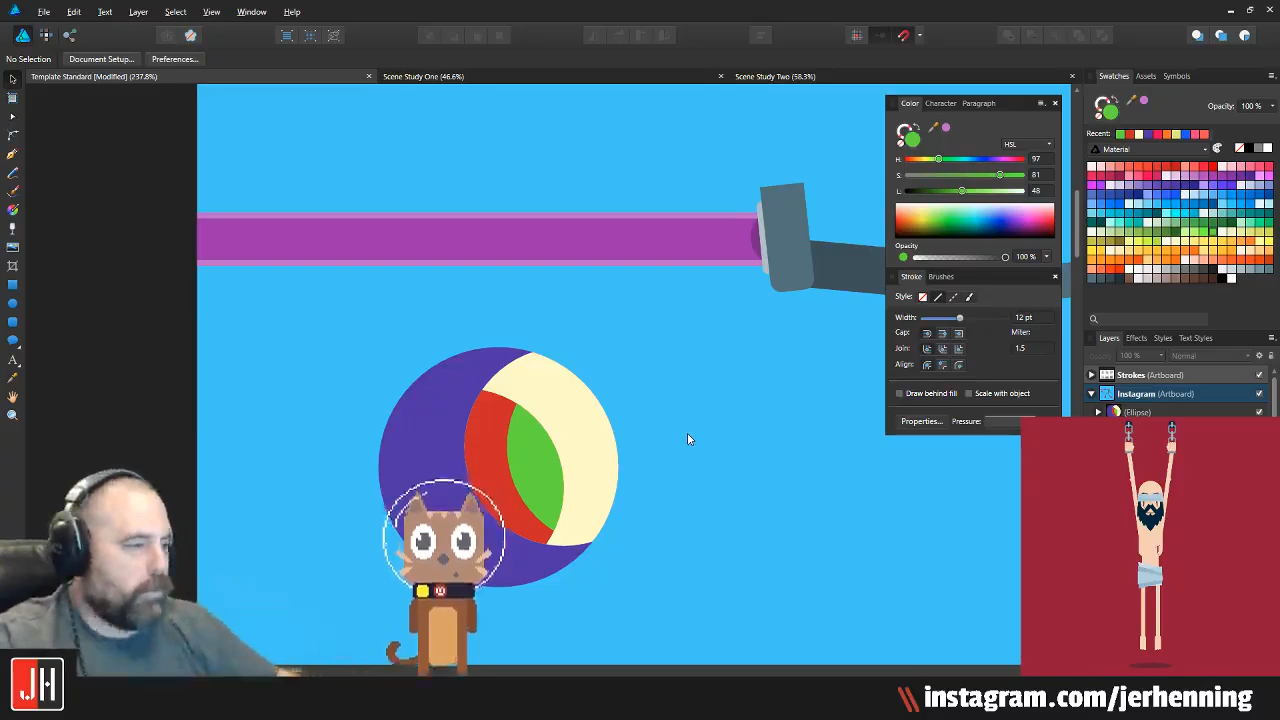 File Edit Text Layer Select View Window Help
No Selection Document Setup... Preferences...
Template Standard [Modified] (237.8%) Scene Study One (46.6%) Scene Study Two (58.3%)
Swatches Assets Symbols
Opacity: 100 %
Recent:
Material
Color Character Paragraph
HSL
H: 97
S: 81
L: 48
Opacity
100 %
Stroke Brushes
Style:
Width: 12 pt
Cap: Miter:
Join: 1.5
Align:
Draw behind fill Scale with object
Properties... Pressure:
Layers Effects Styles Text Styles
Opacity: 100 % Normal
Strokes (Artboard)
Instagram (Artboard)
(Ellipse)
JH
instagram.com/jerhenning